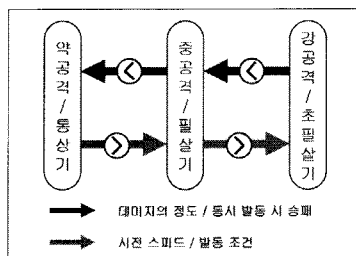 약공격/통상기
<
>
중공격/필살기
<
>
강공격/초필살기
대미지의 정도 / 동시 발동 시 승패
시전 스피드 / 발동 조건